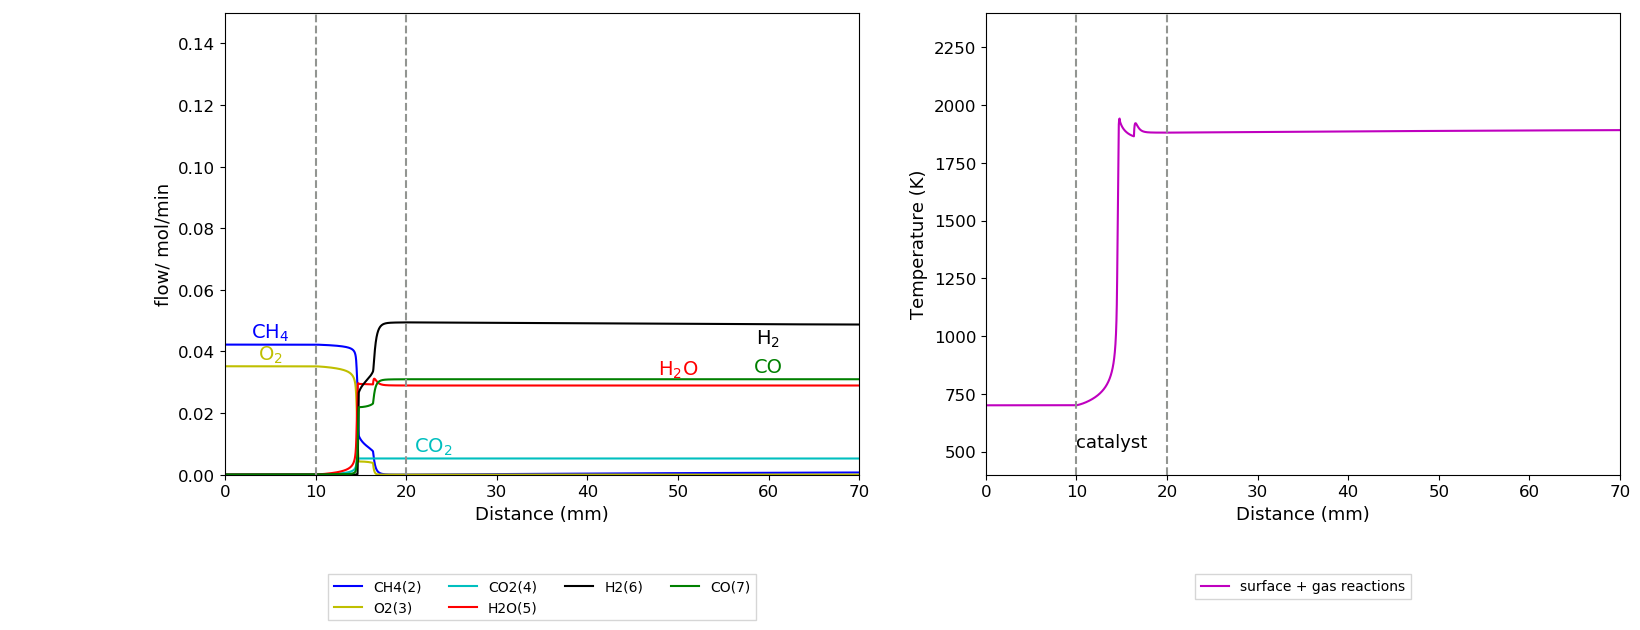 0.14
0.12
0.10
0.08
0.06
0.04
0.02
0.00
flow/ mol/min
CH₄
O₂
H₂
H₂O
CO
CO₂
0 10 20 30 40 50 60 70
Distance (mm)
CH4(2) CO2(4) H2(6) CO(7)
O2(3) H2O(5)
2250
2000
1750
1500
1250
1000
750
500
Temperature (K)
catalyst
0 10 20 30 40 50 60 70
Distance (mm)
surface + gas reactions